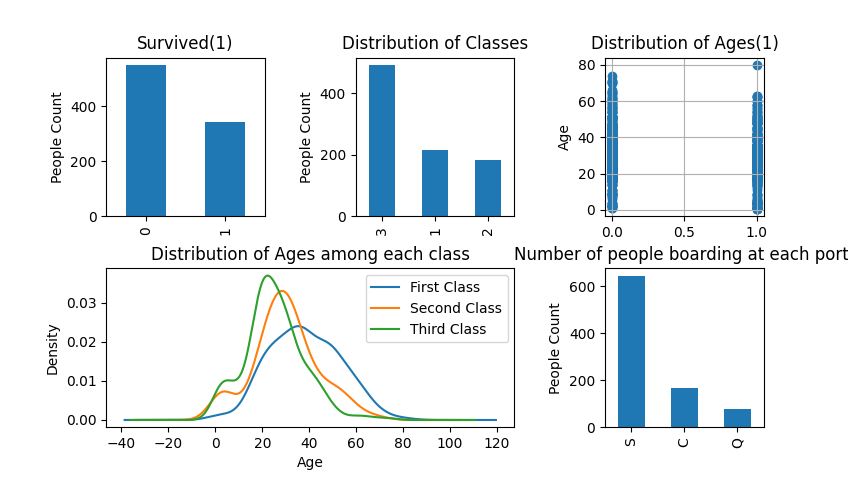 Survived(1)
People Count
400
200
0
0
1
Distribution of Classes
People Count
400
200
0
3
1
2
Distribution of Ages(1)
Age
80
60
40
20
0
0.0
0.5
1.0
Distribution of Ages among each class
Density
0.03
0.02
0.01
0.00
First Class
Second Class
Third Class
−40
−20
0
20
40
60
80
100
120
Age
Number of people boarding at each port
People Count
600
400
200
0
S
C
Q